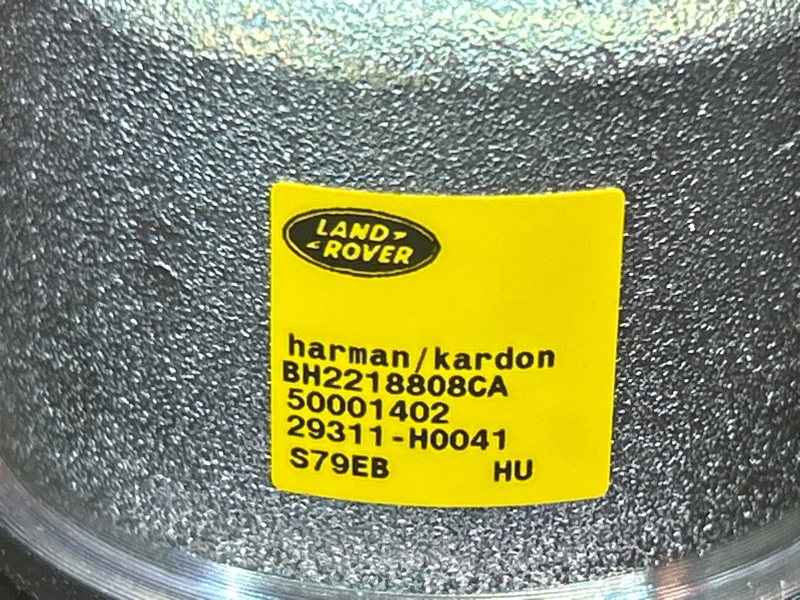 LAND
ROVER
harman/kardon
BH2218808CA
50001402
29311-H0041
S79EB HU